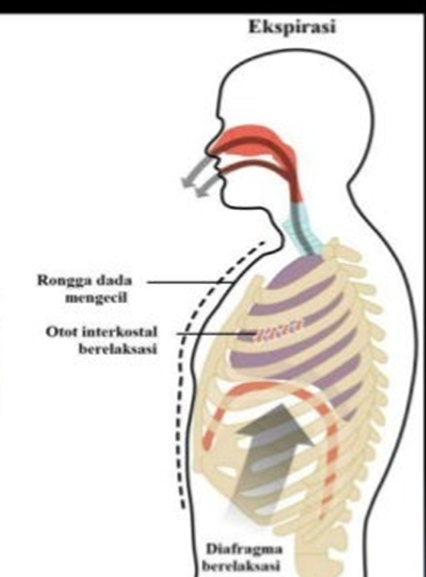 Ekspirasi
Rongga dada
mengecil
Otot interkostal
berelaksasi
Diafragma
berelaksasi